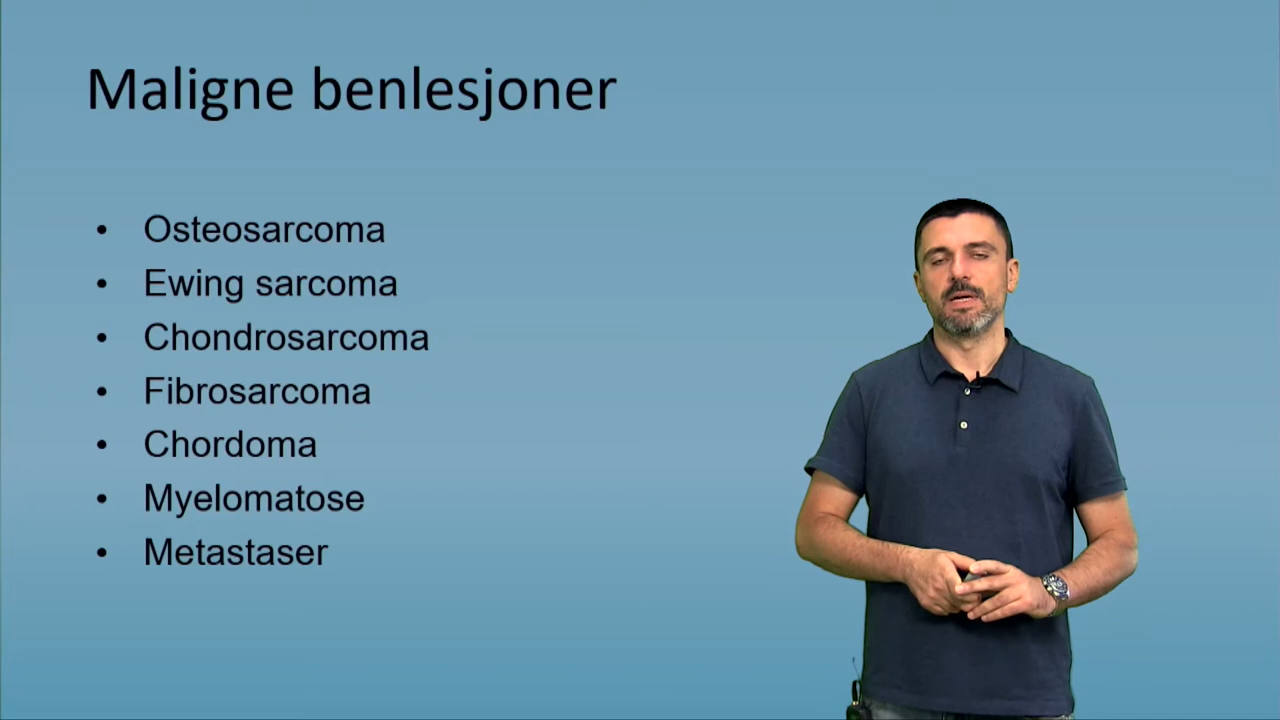 Maligne benlesjoner
• Osteosarcoma
• Ewing sarcoma
• Chondrosarcoma
• Fibrosarcoma
• Chordoma
• Myelomatose
• Metastaser